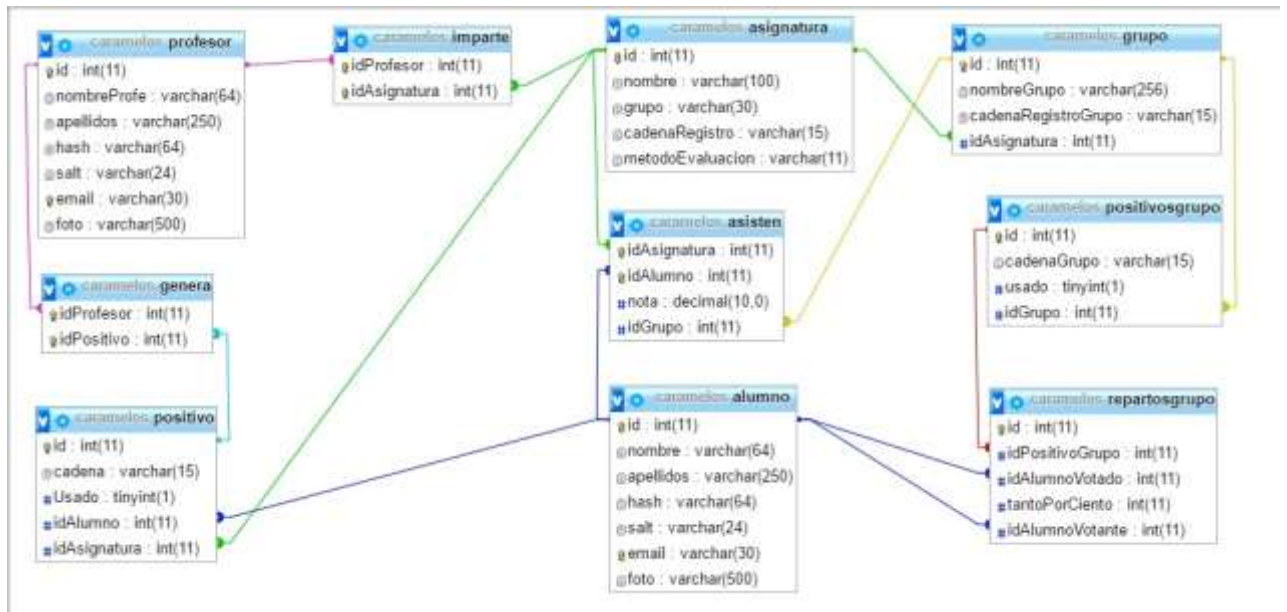 caramelos profesor
id : int(11)
nombreProfe : varchar(64)
apellidos : varchar(250)
hash : varchar(64)
salt : varchar(24)
email : varchar(30)
foto : varchar(500)
caramelos imparte
idProfesor : int(11)
idAsignatura : int(11)
caramelos asignatura
id : int(11)
nombre : varchar(100)
grupo : varchar(30)
cadenaRegistro : varchar(15)
metodoEvaluacion : varchar(11)
caramelos grupo
id : int(11)
nombreGrupo : varchar(256)
cadenaRegistroGrupo : varchar(15)
idAsignatura : int(11)
caramelos genera
idProfesor : int(11)
idPositivo : int(11)
caramelos asisten
idAsignatura : int(11)
idAlumno : int(11)
nota : decimal(10,0)
idGrupo : int(11)
caramelos positivosgrupo
id : int(11)
cadenaGrupo : varchar(15)
usado : tinyint(1)
idGrupo : int(11)
caramelos positivo
id : int(11)
cadena : varchar(15)
Usado : tinyint(1)
idAlumno : int(11)
idAsignatura : int(11)
caramelos alumno
id : int(11)
nombre : varchar(64)
apellidos : varchar(250)
hash : varchar(64)
salt : varchar(24)
email : varchar(30)
foto : varchar(500)
caramelos repartosgrupo
id : int(11)
idPositivoGrupo : int(11)
idAlumnoVotado : int(11)
tantoPorCiento : int(11)
idAlumnoVotante : int(11)